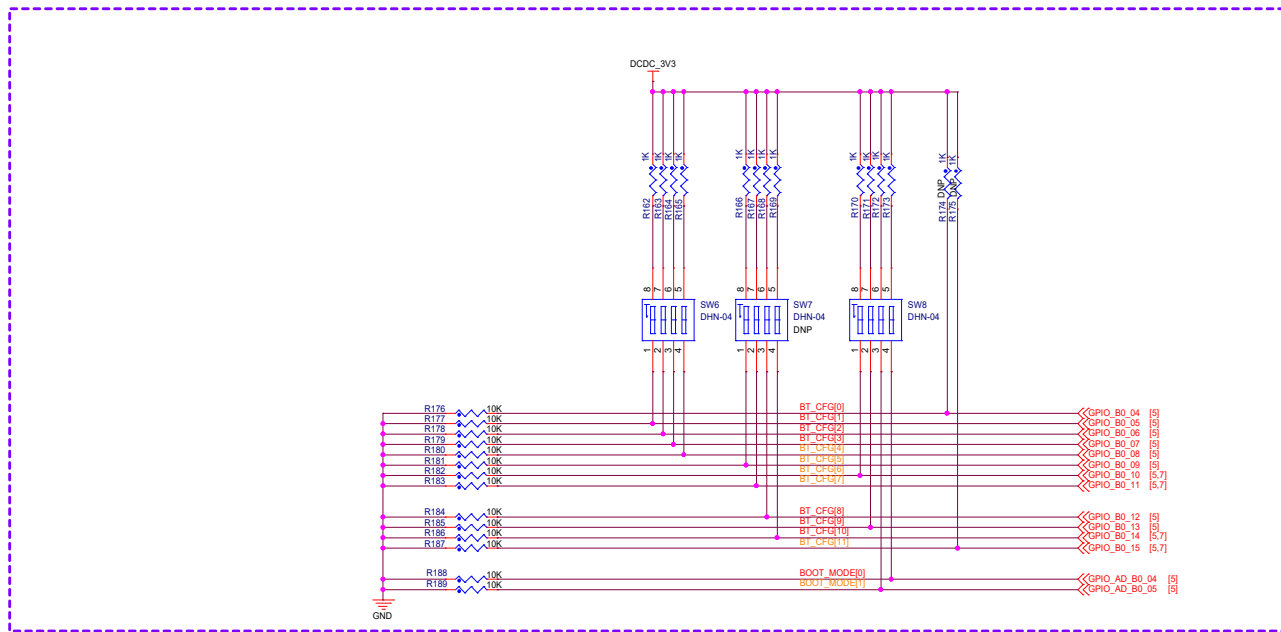 DCDC_3V3
1K 1K 1K 1K 1K 1K 1K 1K 1K 1K 1K 1K 1K 1K
DNP DNP
R162 R163 R164 R165 R166 R167 R168 R169 R170 R171 R172 R173 R174 R175
8 7 6 5 8 7 6 5 8 7 6 5
SW6 SW7 SW8
DHN-04 DHN-04 DHN-04
DNP
1 2 3 4 1 2 3 4 1 2 3 4
R176 10K BT_CFG[0] GPIO_B0_04 [5]
R177 10K BT_CFG[1] GPIO_B0_05 [5]
R178 10K BT_CFG[2] GPIO_B0_06 [5]
R179 10K BT_CFG[3] GPIO_B0_07 [5]
R180 10K BT_CFG[4] GPIO_B0_08 [5]
R181 10K BT_CFG[5] GPIO_B0_09 [5]
R182 10K BT_CFG[6] GPIO_B0_10 [5,7]
R183 10K BT_CFG[7] GPIO_B0_11 [5,7]
R184 10K BT_CFG[8] GPIO_B0_12 [5]
R185 10K BT_CFG[9] GPIO_B0_13 [5]
R186 10K BT_CFG[10] GPIO_B0_14 [5,7]
R187 10K BT_CFG[11] GPIO_B0_15 [5,7]
R188 10K BOOT_MODE[0] GPIO_AD_B0_04 [5]
R189 10K BOOT_MODE[1] GPIO_AD_B0_05 [5]
GND